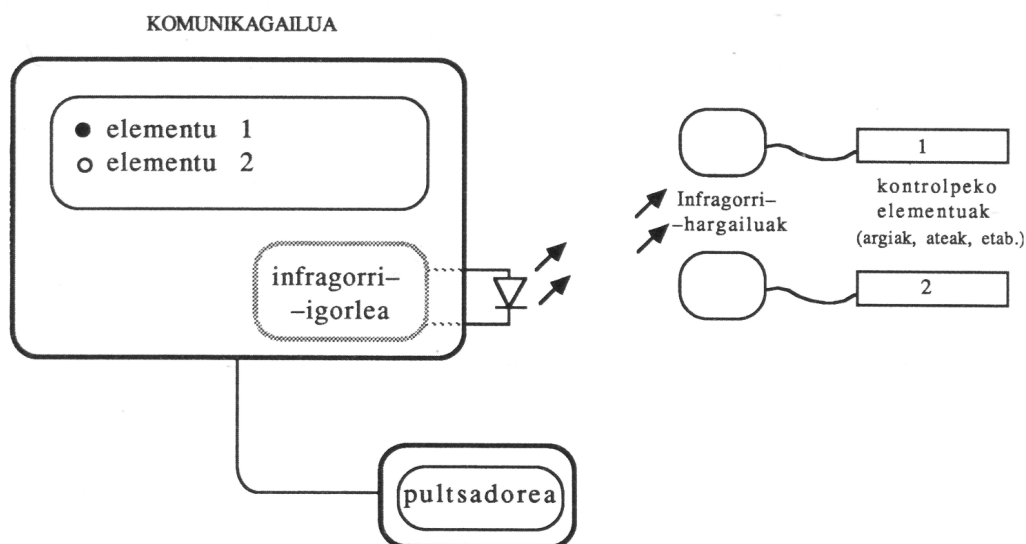 KOMUNIKAGAILUA
● elementu 1
○ elementu 2
infragorri–
–igorlea
pultsadorea
Infragorri–
–hargailuak
1
kontrolpeko
elementuak
(argiak, ateak, etab.)
2